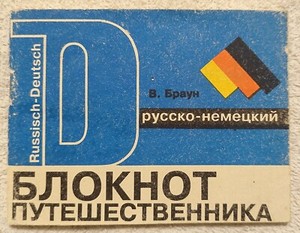 Russisch-Deutsch
D
В. Браун
русско-немецкий
БЛОКНОТ
ПУТЕШЕСТВЕННИКА